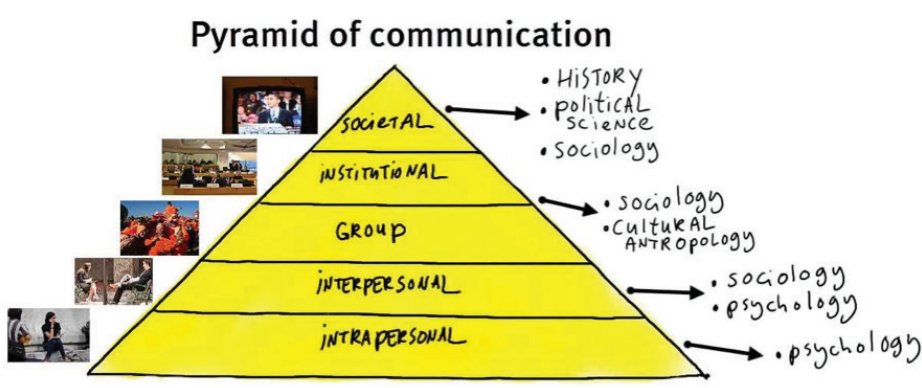 Pyramid of communication
SOCIETAL
INSTITUTIONAL
GROUP
INTERPERSONAL
INTRAPERSONAL
• HISTORY
• POLITICAL
SCIENCE
• SOCIOLOGY
• SOCIOLOGY
• CULTURAL
ANTROPOLOGY
• SOCIOLOGY
• PSYCHOLOGY
• PSYCHOLOGY